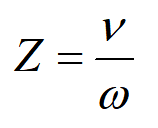 Z = ν/ω